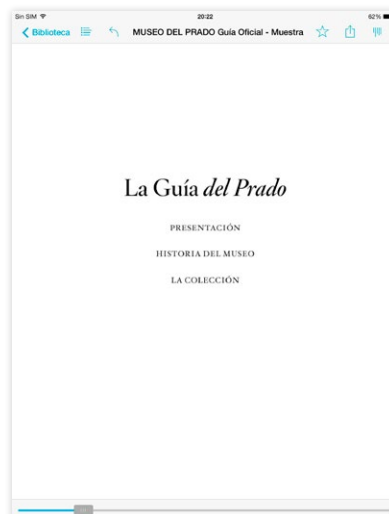 Sin SIM 20:22 62%
Biblioteca MUSEO DEL PRADO Guía Oficial - Muestra
La Guía del Prado
PRESENTACIÓN
HISTORIA DEL MUSEO
LA COLECCIÓN